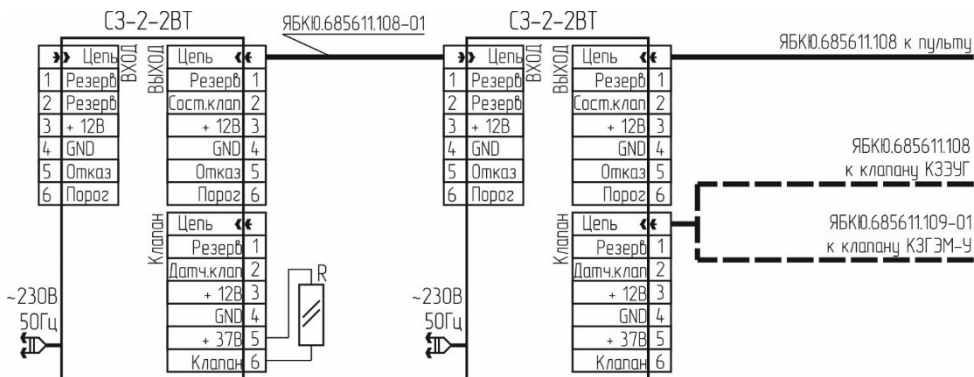 СЗ-2-2ВТ
ЯБКЮ.685611.108-01
СЗ-2-2ВТ
ЯБКЮ.685611.108 к пульту
Цепь
1 Резерв
2 Резерв
3 + 12В
4 GND
5 Отказ
6 Порог
ВХОД
ВЫХОД
Цепь
Резерв 1
Сост.клап 2
+ 12В 3
GND 4
Отказ 5
Порог 6
Клапан
Цепь
Резерв 1
Датч.клап 2
+ 12В 3
GND 4
+ 37В 5
Клапан 6
R
~230В
50Гц
Цепь
1 Резерв
2 Резерв
3 + 12В
4 GND
5 Отказ
6 Порог
ВХОД
ВЫХОД
Цепь
Резерв 1
Сост.клап 2
+ 12В 3
GND 4
Отказ 5
Порог 6
Клапан
Цепь
Резерв 1
Датч.клап 2
+ 12В 3
GND 4
+ 37В 5
Клапан 6
~230В
50Гц
ЯБКЮ.685611.108
к клапану КЗЭУГ
ЯБКЮ.685611.109-01
к клапану КЗГЭМ-У